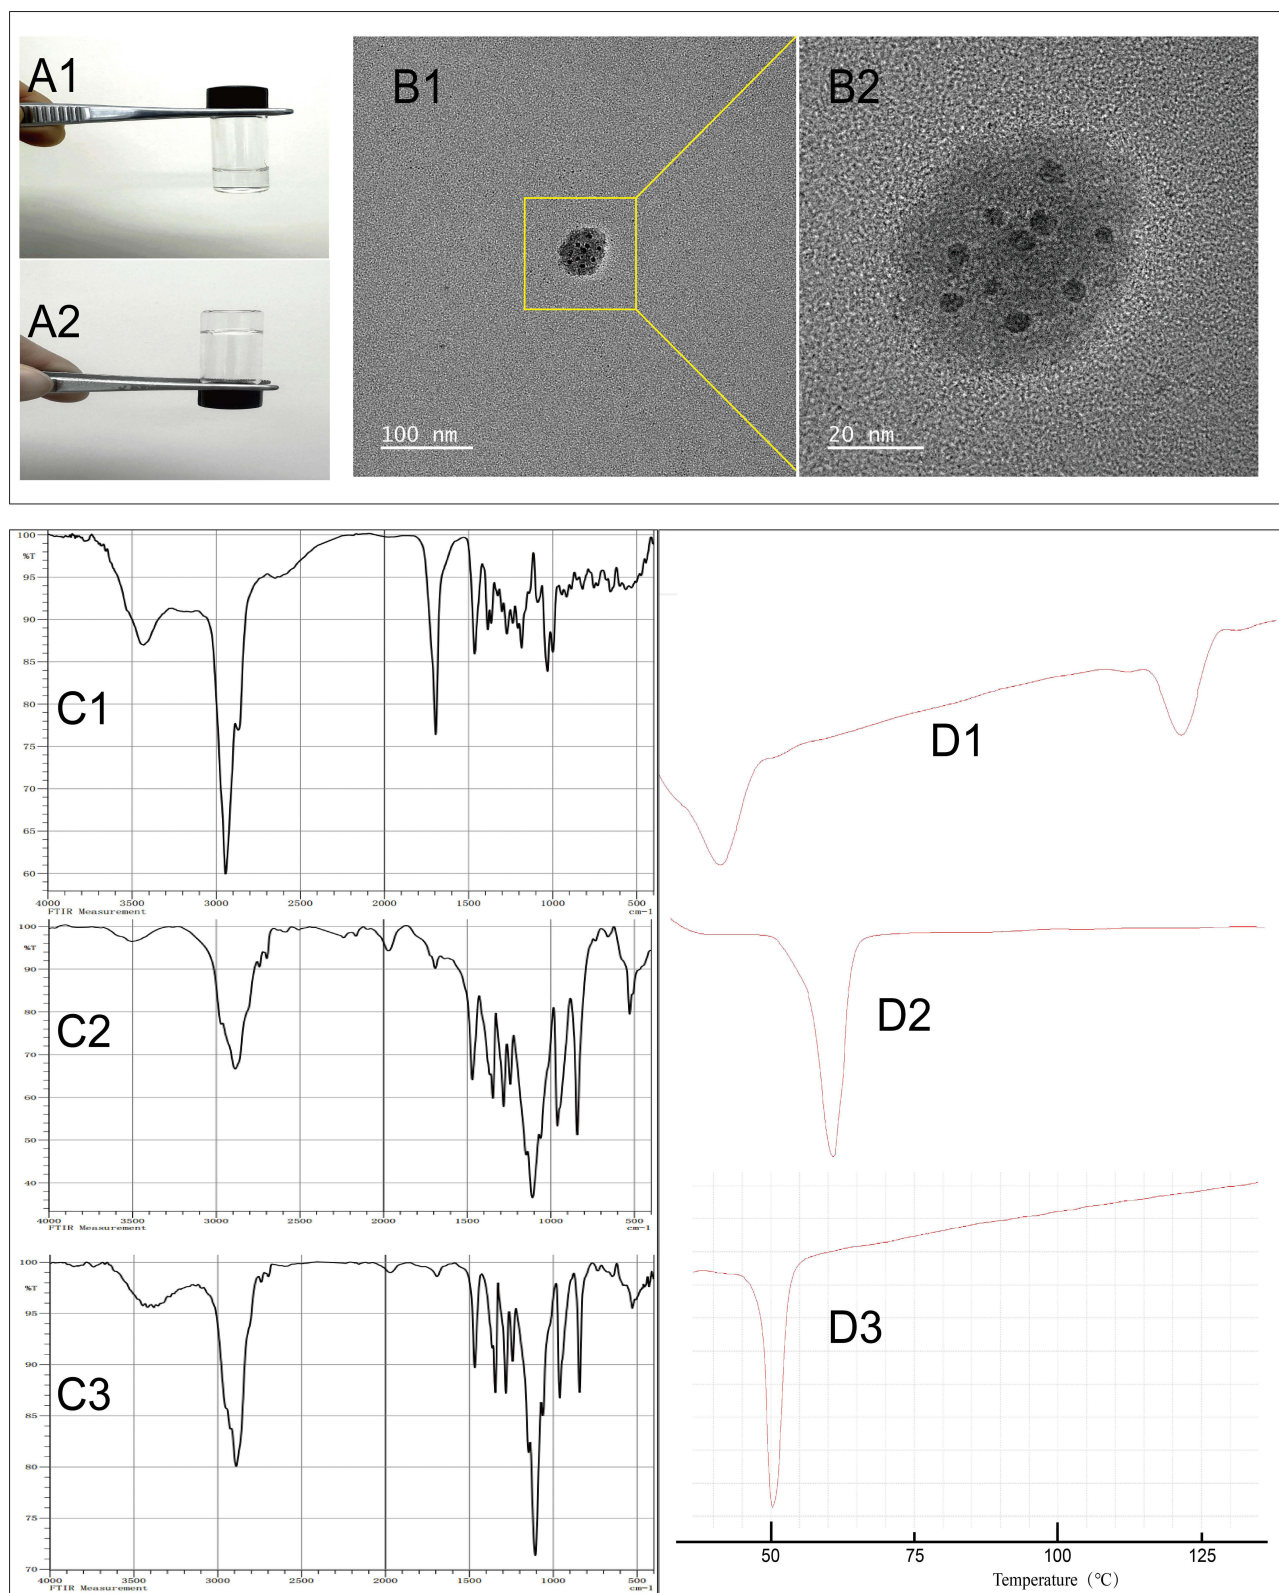 A1
A2
B1
100 nm
B2
20 nm
100
%T
95
90
85
80
75
70
65
60
C1
4000 3500 3000 2500 2000 1500 1000 500
FTIR Measurement cm-1
100
%T
90
80
70
60
50
40
C2
4000 3500 3000 2500 2000 1500 1000 500
FTIR Measurement cm-1
100
%T
95
90
85
80
75
70
C3
4000 3500 3000 2500 2000 1500 1000 500
FTIR Measurement cm-1
D1
D2
D3
50 75 100 125
Temperature (℃)